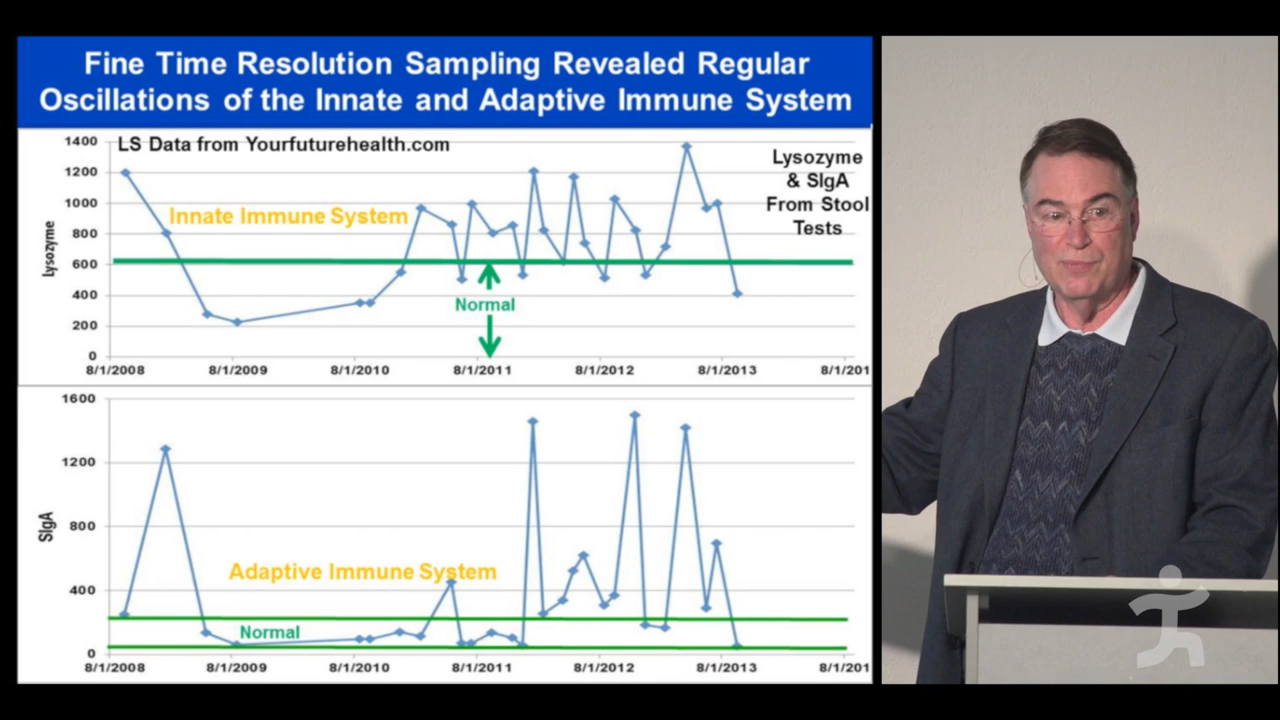 Fine Time Resolution Sampling Revealed Regular
Oscillations of the Innate and Adaptive Immune System
LS Data from Yourfuturehealth.com
Lysozyme
& SIgA
From Stool
Tests
Innate Immune System
Lysozyme
1400
1200
1000
800
600
400
200
0
Normal
8/1/2008
8/1/2009
8/1/2010
8/1/2011
8/1/2012
8/1/2013
8/1/201
SIgA
1600
1200
800
400
0
Adaptive Immune System
Normal
8/1/2008
8/1/2009
8/1/2010
8/1/2011
8/1/2012
8/1/2013
8/1/201